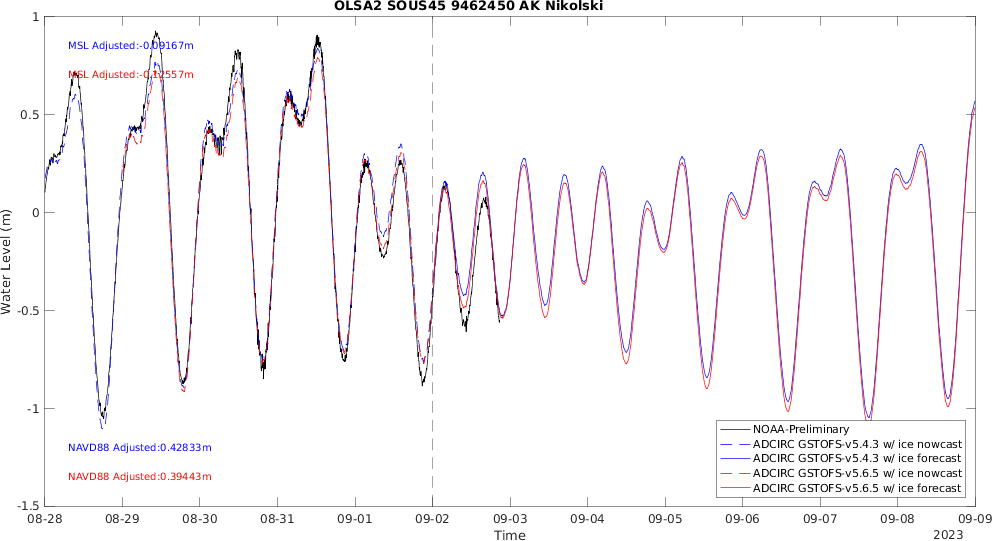 OLSA2 SOUS45 9462450 AK Nikolski
1
0.5
0
-0.5
-1
-1.5
Water Level (m)
MSL Adjusted:-0.09167m
MSL Adjusted:-0.12557m
NAVD88 Adjusted:0.42833m
NAVD88 Adjusted:0.39443m
NOAA-Preliminary
ADCIRC GSTOFS-v5.4.3 w/ ice nowcast
ADCIRC GSTOFS-v5.4.3 w/ ice forecast
ADCIRC GSTOFS-v5.6.5 w/ ice nowcast
ADCIRC GSTOFS-v5.6.5 w/ ice forecast
08-28 08-29 08-30 08-31 09-01 09-02 09-03 09-04 09-05 09-06 09-07 09-08 09-09
Time
2023